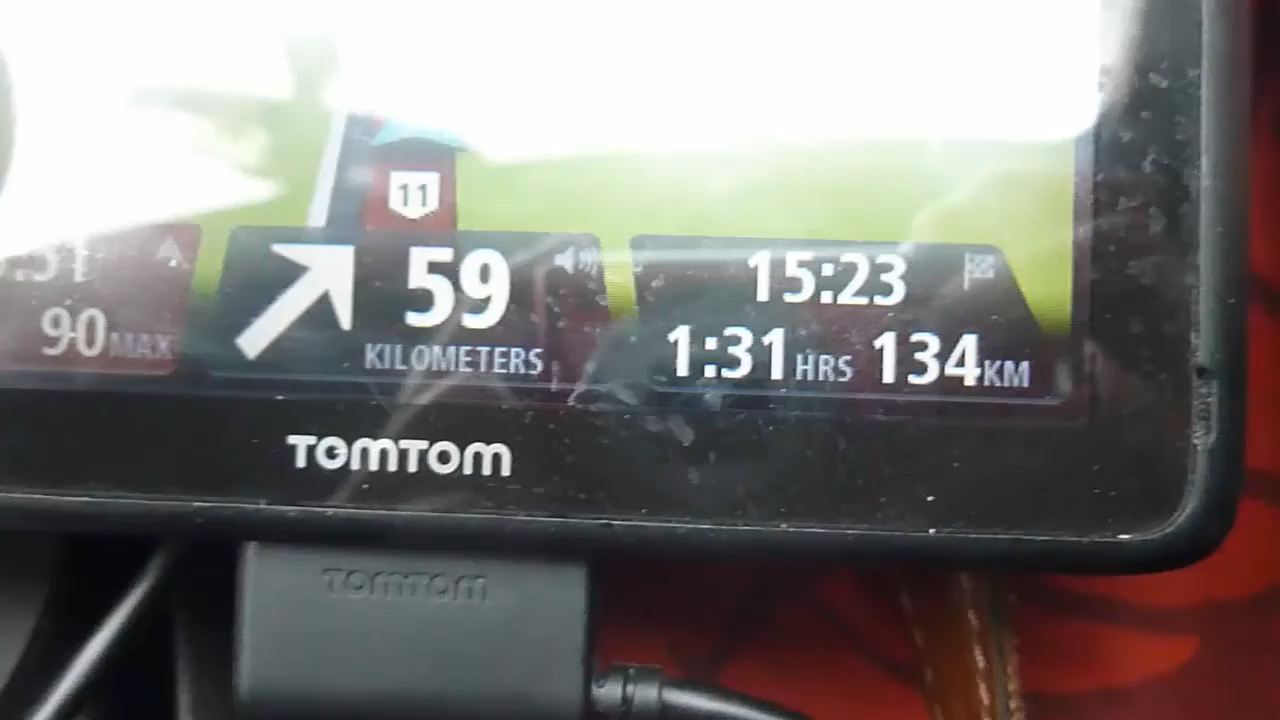 11
90 MAX
59
KILOMETERS
15:23
1:31 HRS 134 KM
TOMTOM
TOMTOM